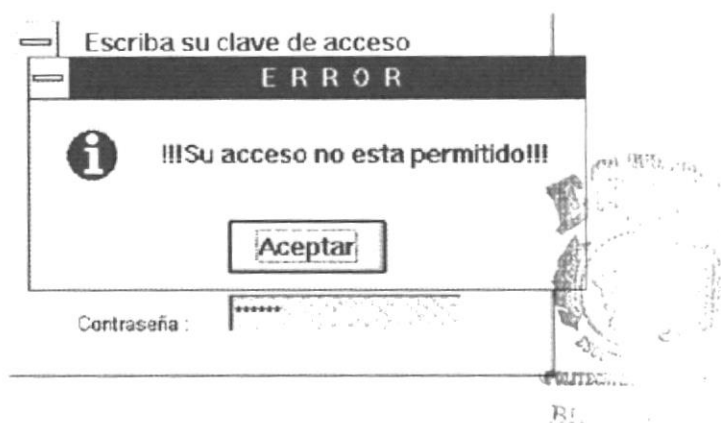 Escriba su clave de acceso
E R R O R
!!!Su acceso no esta permitido!!!
Aceptar
Contraseña :
******